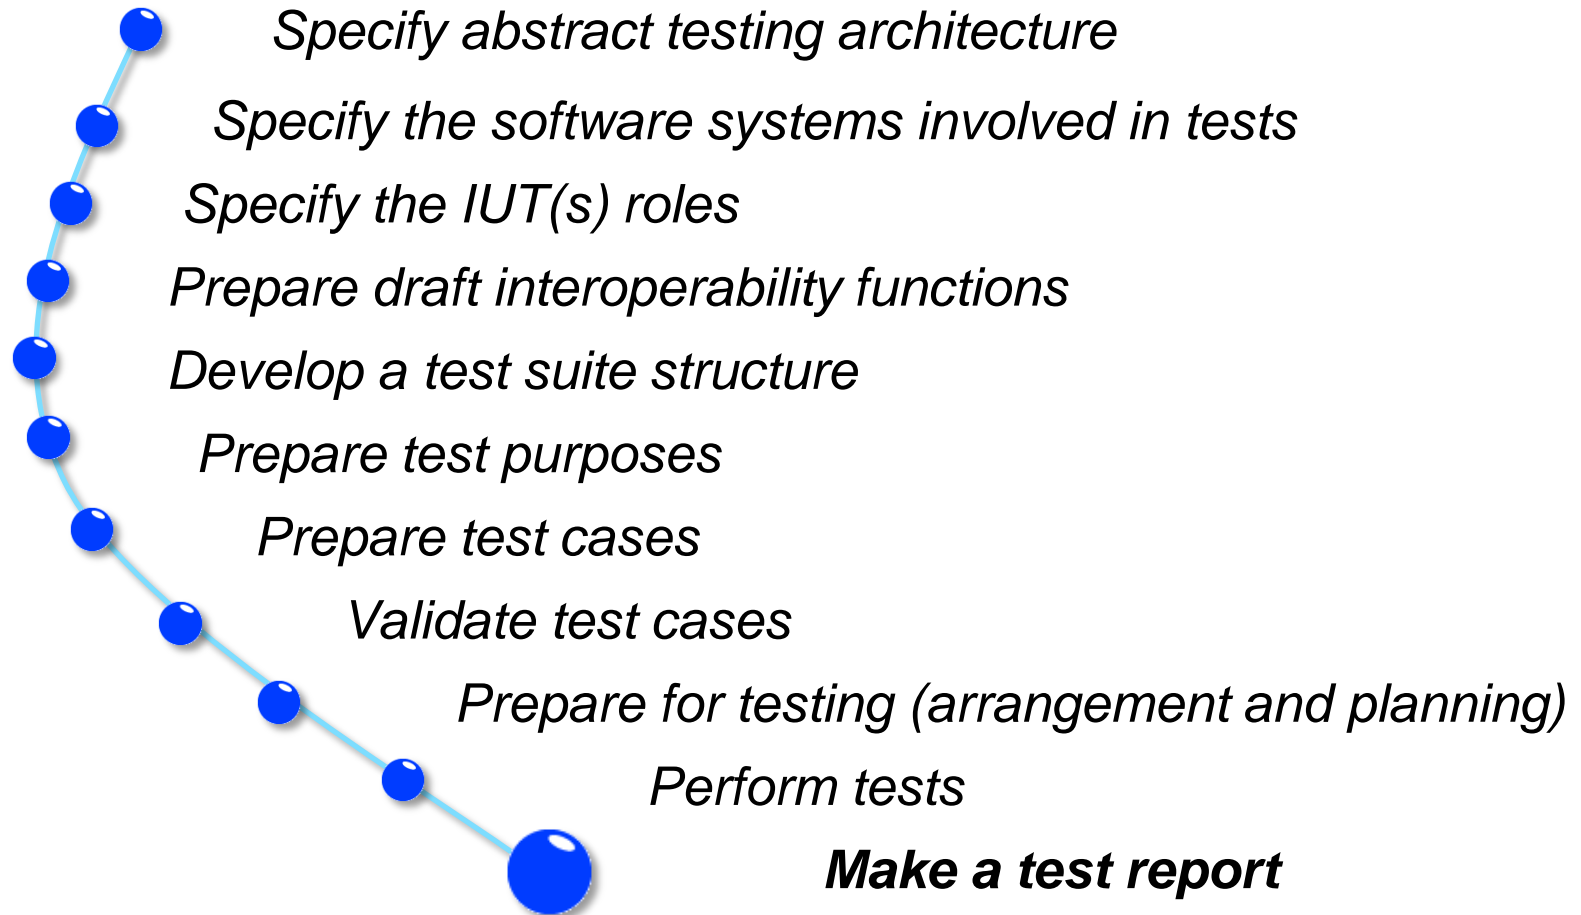 Specify abstract testing architecture
Specify the software systems involved in tests
Specify the IUT(s) roles
Prepare draft interoperability functions
Develop a test suite structure
Prepare test purposes
Prepare test cases
Validate test cases
Prepare for testing (arrangement and planning)
Perform tests
Make a test report